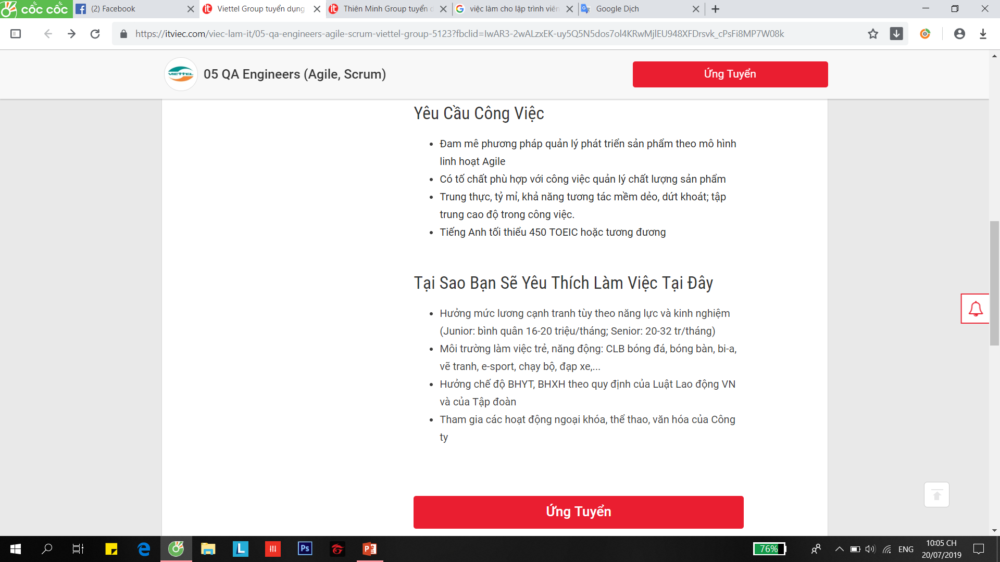 cốc cốc
(2) Facebook
Viettel Group tuyển dụng
Thiên Minh Group tuyển d
việc làm cho lập trình viên
Google Dịch
https://itviec.com/viec-lam-it/05-qa-engineers-agile-scrum-viettel-group-5123?fbclid=IwAR3-2wALzxEK-uy5Q5N5dos7ol4KRwMjlEU948XFDrsvk_cPsFi8MP7W08k
VIETTEL
05 QA Engineers (Agile, Scrum)
Ứng Tuyển
Yêu Cầu Công Việc
Đam mê phương pháp quản lý phát triển sản phẩm theo mô hình
linh hoạt Agile
Có tố chất phù hợp với công việc quản lý chất lượng sản phẩm
Trung thực, tỷ mỉ, khả năng tương tác mềm dẻo, dứt khoát; tập
trung cao độ trong công việc.
Tiếng Anh tối thiểu 450 TOEIC hoặc tương đương
Tại Sao Bạn Sẽ Yêu Thích Làm Việc Tại Đây
Hưởng mức lương cạnh tranh tùy theo năng lực và kinh nghiệm
(Junior: bình quân 16-20 triệu/tháng; Senior: 20-32 tr/tháng)
Môi trường làm việc trẻ, năng động: CLB bóng đá, bóng bàn, bi-a,
vẽ tranh, e-sport, chạy bộ, đạp xe,...
Hưởng chế độ BHYT, BHXH theo quy định của Luật Lao động VN
và của Tập đoàn
Tham gia các hoạt động ngoại khóa, thể thao, văn hóa của Công
ty
Ứng Tuyển
76%
ENG
10:05 CH
20/07/2019